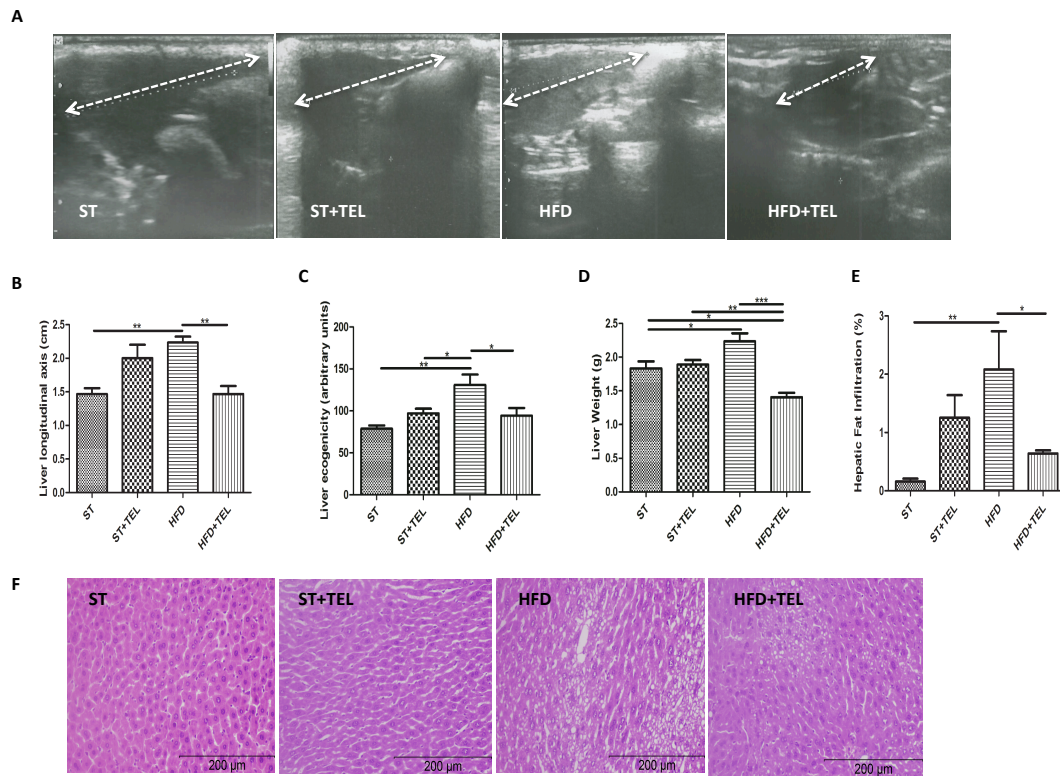 A
ST
ST+TEL
HFD
HFD+TEL
B
Liver longitudinal axis (cm)
2.5
2.0
1.5
1.0
0.5
0.0
**
**
ST
ST+TEL
HFD
HFD+TEL
C
Liver ecogenicity (arbitrary units)
200
150
100
50
0
*
*
**
ST
ST+TEL
HFD
HFD+TEL
D
Liver Weight (g)
2.5
2.0
1.5
1.0
0.5
0.0
***
**
*
*
ST
ST+TEL
HFD
HFD+TEL
E
Hepatic Fat Infiltration (%)
3
2
1
0
**
*
ST
ST+TEL
HFD
HFD+TEL
F
ST
ST+TEL
HFD
HFD+TEL
200 µm
200 µm
200 µm
200 µm